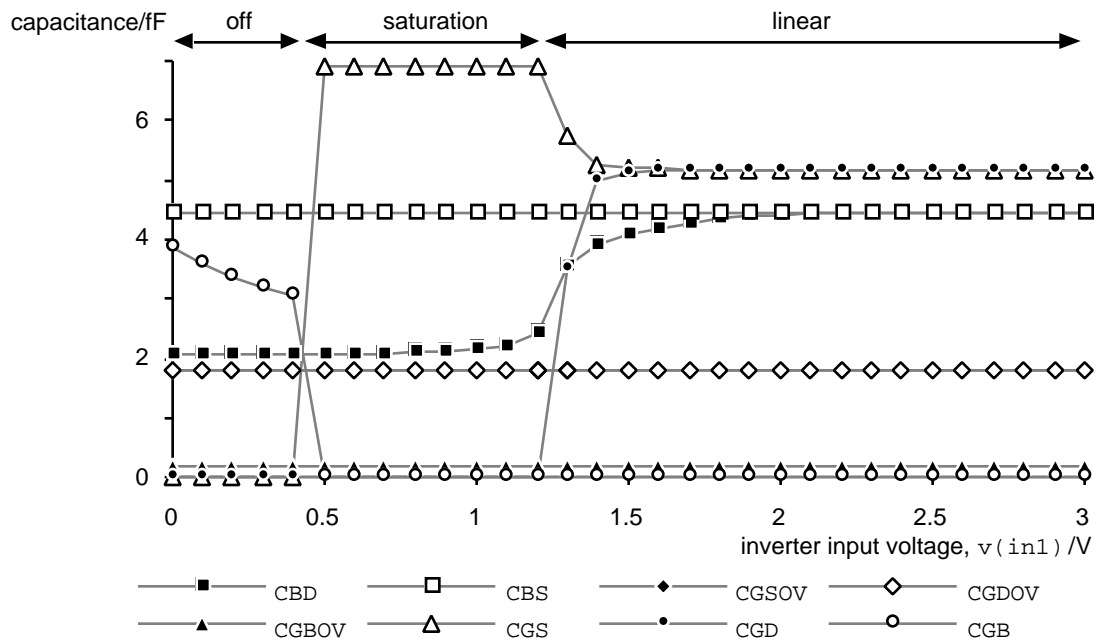 capacitance/fF off saturation linear
6
4
2
0
0 0.5 1 1.5 2 2.5 3
inverter input voltage, v(in1) /V
CBD CBS CGSOV CGDOV
CGBOV CGS CGD CGB